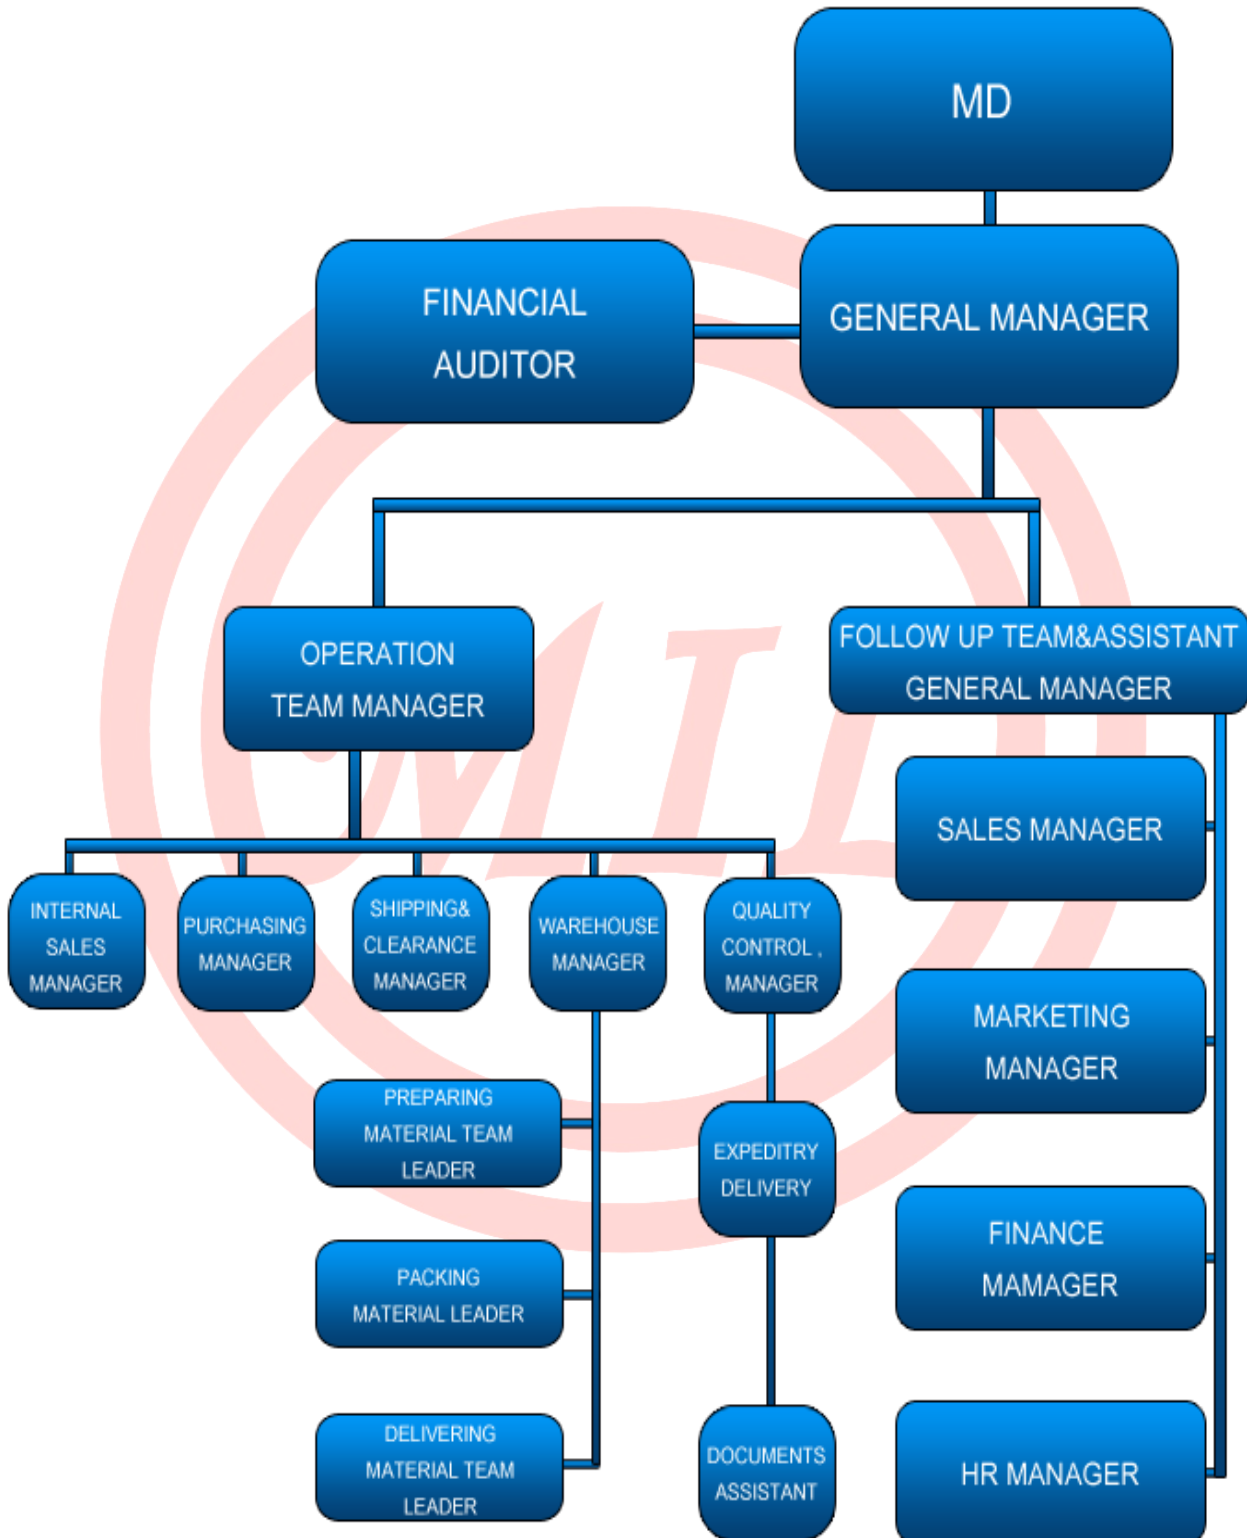 MD
GENERAL MANAGER
FINANCIAL
AUDITOR
OPERATION
TEAM MANAGER
FOLLOW UP TEAM&ASSISTANT
GENERAL MANAGER
INTERNAL
SALES
MANAGER
PURCHASING
MANAGER
SHIPPING&
CLEARANCE
MANAGER
WAREHOUSE
MANAGER
QUALITY
CONTROL ,
MANAGER
PREPARING
MATERIAL TEAM
LEADER
PACKING
MATERIAL LEADER
DELIVERING
MATERIAL TEAM
LEADER
EXPEDITRY
DELIVERY
DOCUMENTS
ASSISTANT
SALES MANAGER
MARKETING
MANAGER
FINANCE
MAMAGER
HR MANAGER
MIL